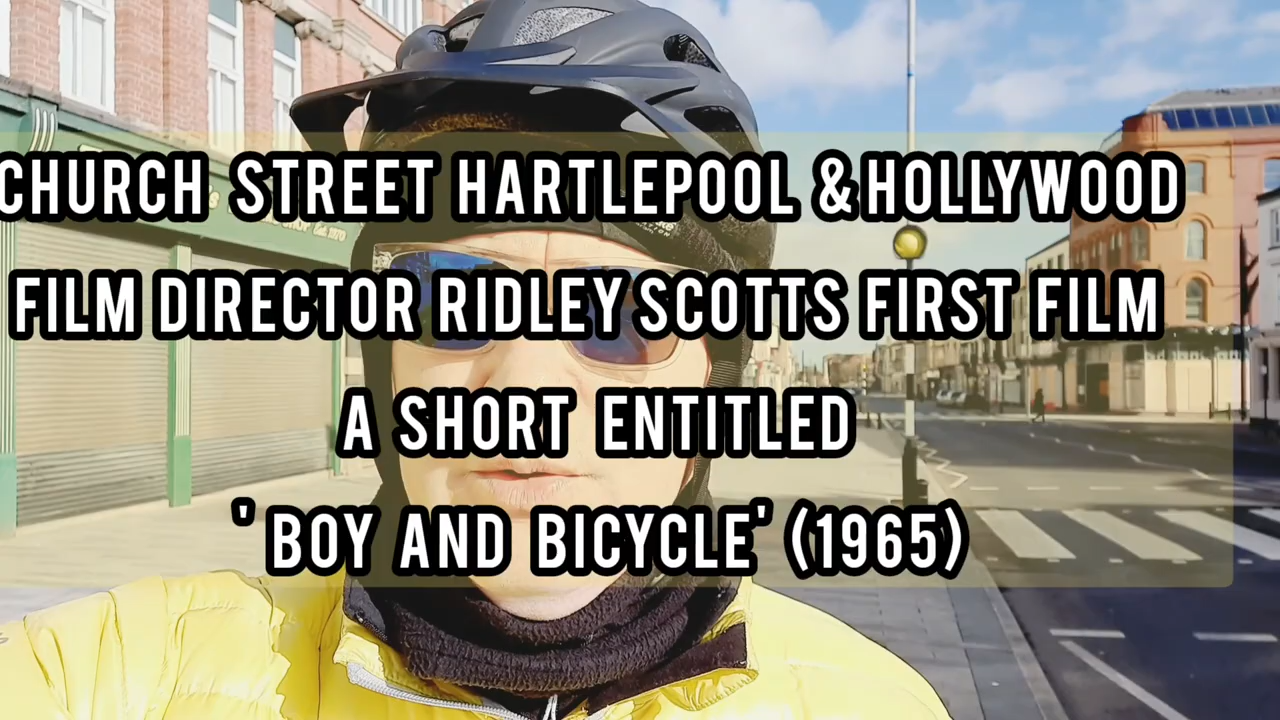 CHURCH STREET HARTLEPOOL & HOLLYWOOD
FILM DIRECTOR RIDLEY SCOTTS FIRST FILM
A SHORT ENTITLED
'BOY AND BICYCLE' (1965)